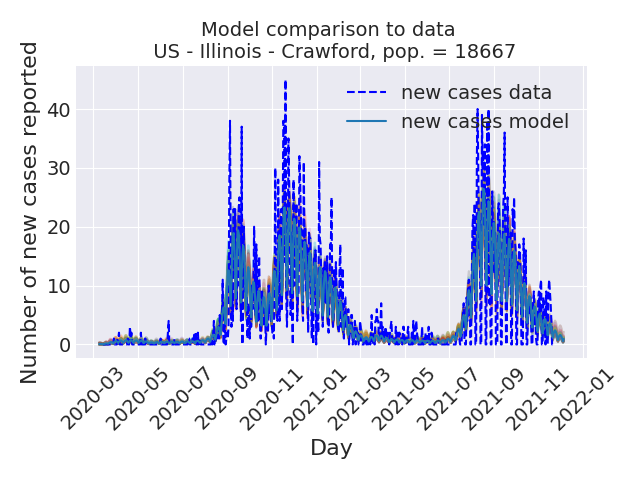 Model comparison to data
US - Illinois - Crawford, pop. = 18667
Number of new cases reported
40
30
20
10
0
new cases data
new cases model
2020-03
2020-05
2020-07
2020-09
2020-11
2021-01
2021-03
2021-05
2021-07
2021-09
2021-11
2022-01
Day